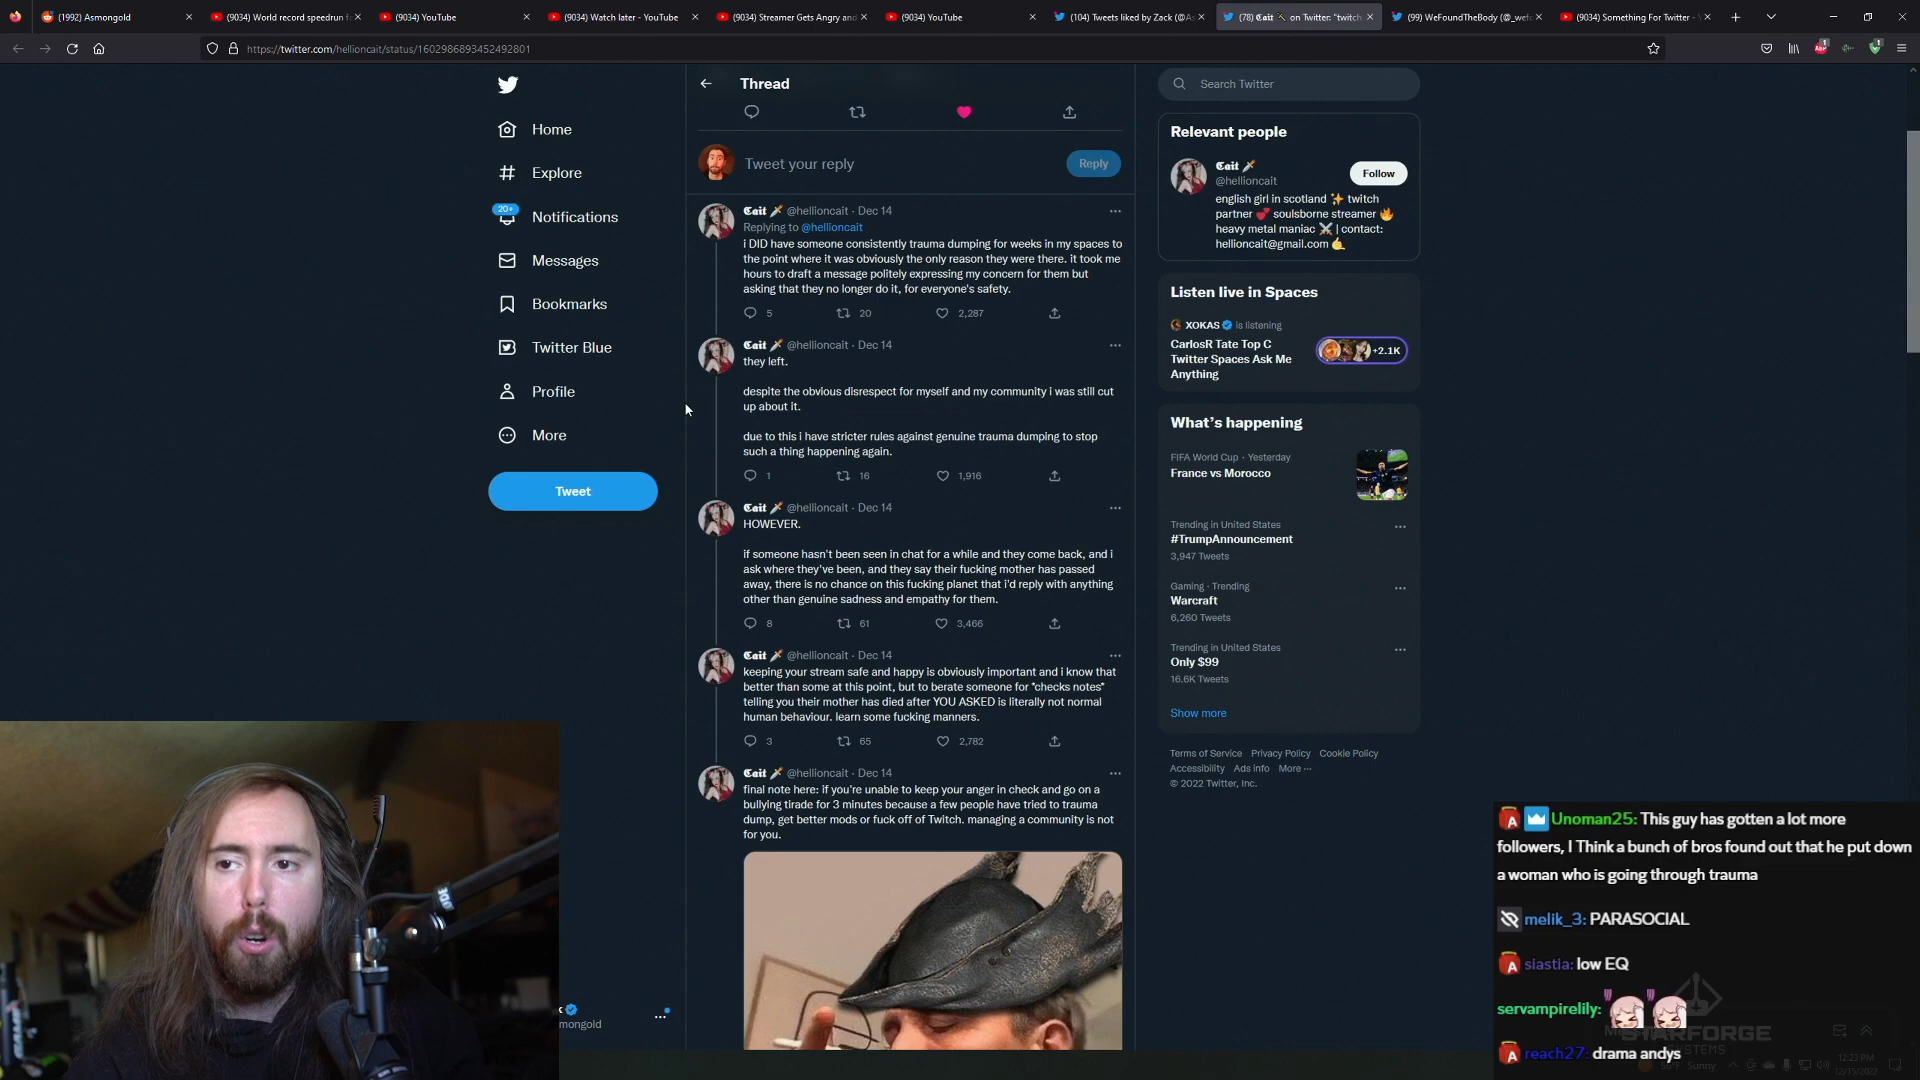 (1992) Asmongold
(9034) World record speedrun f
(9034) YouTube
(9034) Watch later - YouTube
(9034) Streamer Gets Angry and
(9034) YouTube
(104) Tweets liked by Zack (@A
(78) Cait on Twitter: "twitch
(99) WeFoundTheBody (@_we
(9034) Something For Twitter -
https://twitter.com/hellioncait/status/1602986893452492801
Home
Explore
20+
Notifications
Messages
Bookmarks
Twitter Blue
Profile
More
Tweet
Thread
Tweet your reply
Reply
Cait @hellioncait · Dec 14
Replying to @hellioncait
i DID have someone consistently trauma dumping for weeks in my spaces to
the point where it was obviously the only reason they were there. it took me
hours to draft a message politely expressing my concern for them but
asking that they no longer do it, for everyone's safety.
5 20 2,287
Cait @hellioncait · Dec 14
they left.
despite the obvious disrespect for myself and my community i was still cut
up about it.
due to this i have stricter rules against genuine trauma dumping to stop
such a thing happening again.
1 16 1,916
Cait @hellioncait · Dec 14
HOWEVER.
if someone hasn't been seen in chat for a while and they come back, and i
ask where they've been, and they say their fucking mother has passed
away, there is no chance on this fucking planet that i'd reply with anything
other than genuine sadness and empathy for them.
8 61 3,466
Cait @hellioncait · Dec 14
keeping your stream safe and happy is obviously important and i know that
better than some at this point, but to berate someone for *checks notes*
telling you their mother has died after YOU ASKED is literally not normal
human behaviour. learn some fucking manners.
3 65 2,782
Cait @hellioncait · Dec 14
final note here: if you're unable to keep your anger in check and go on a
bullying tirade for 3 minutes because a few people have tried to trauma
dump, get better mods or fuck off of Twitch. managing a community is not
for you.
Search Twitter
Relevant people
Cait
@hellioncait
Follow
english girl in scotland twitch
partner soulsborne streamer
heavy metal maniac | contact:
hellioncait@gmail.com
Listen live in Spaces
XOKAS is listening
CarlosR Tate Top C
Twitter Spaces Ask Me
Anything
+2.1K
What's happening
FIFA World Cup · Yesterday
France vs Morocco
Trending in United States
#TrumpAnnouncement
3,947 Tweets
Gaming · Trending
Warcraft
6,260 Tweets
Trending in United States
Only $99
16.6K Tweets
Show more
Terms of Service Privacy Policy Cookie Policy
Accessibility Ads info More ···
© 2022 Twitter, Inc.
mongold
Unoman25: This guy has gotten a lot more
followers, I Think a bunch of bros found out that he put down
a woman who is going through trauma
melik_3: PARASOCIAL
siastia: low EQ
servampirelily:
STARFORGE
SYSTEMS
reach27: drama andys
Sunny
12:23 PM
12/15/2022